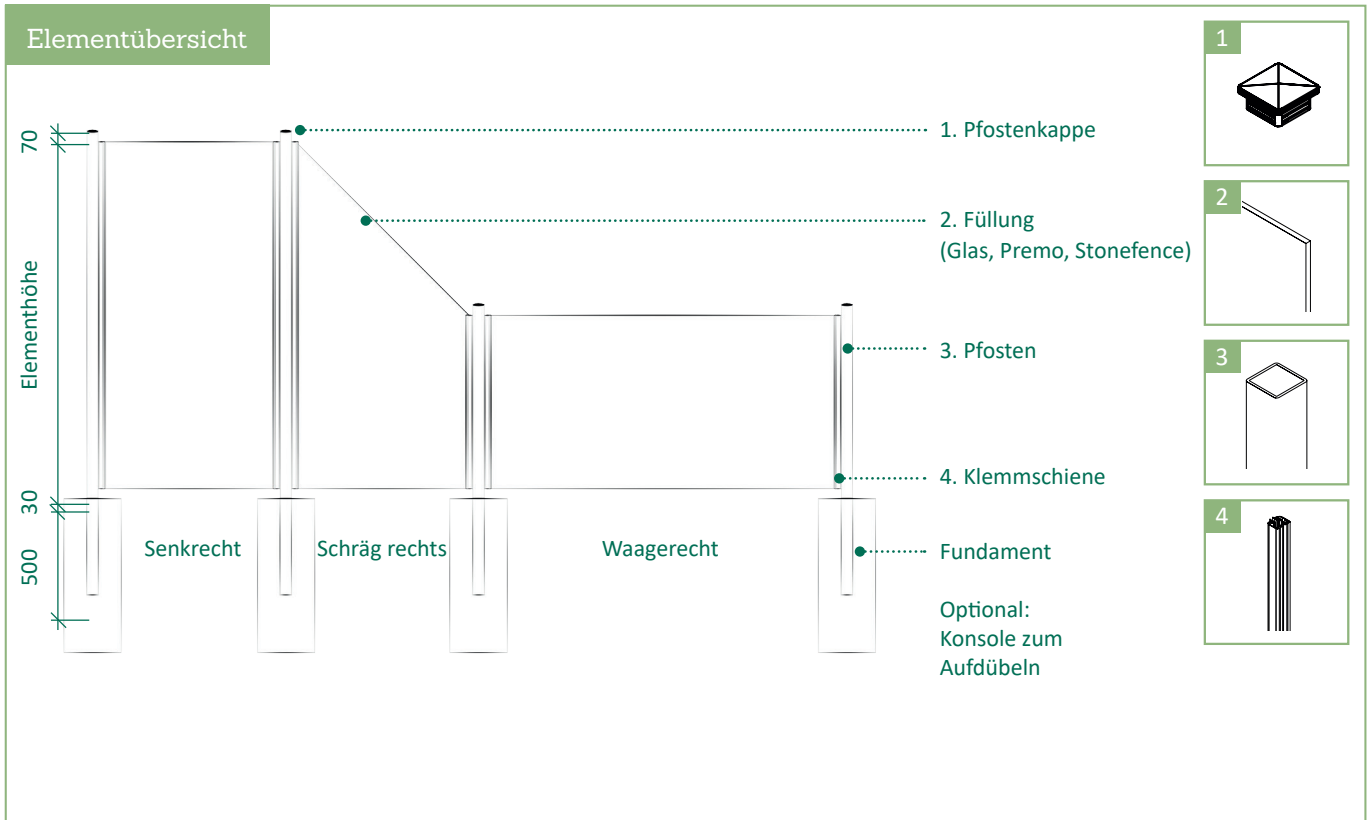 Elementübersicht
70
Elementhöhe
30
500
Senkrecht
Schräg rechts
Waagerecht
1. Pfostenkappe
2. Füllung
(Glas, Premo, Stonefence)
3. Pfosten
4. Klemmschiene
Fundament
Optional:
Konsole zum
Aufdübeln
1
2
3
4